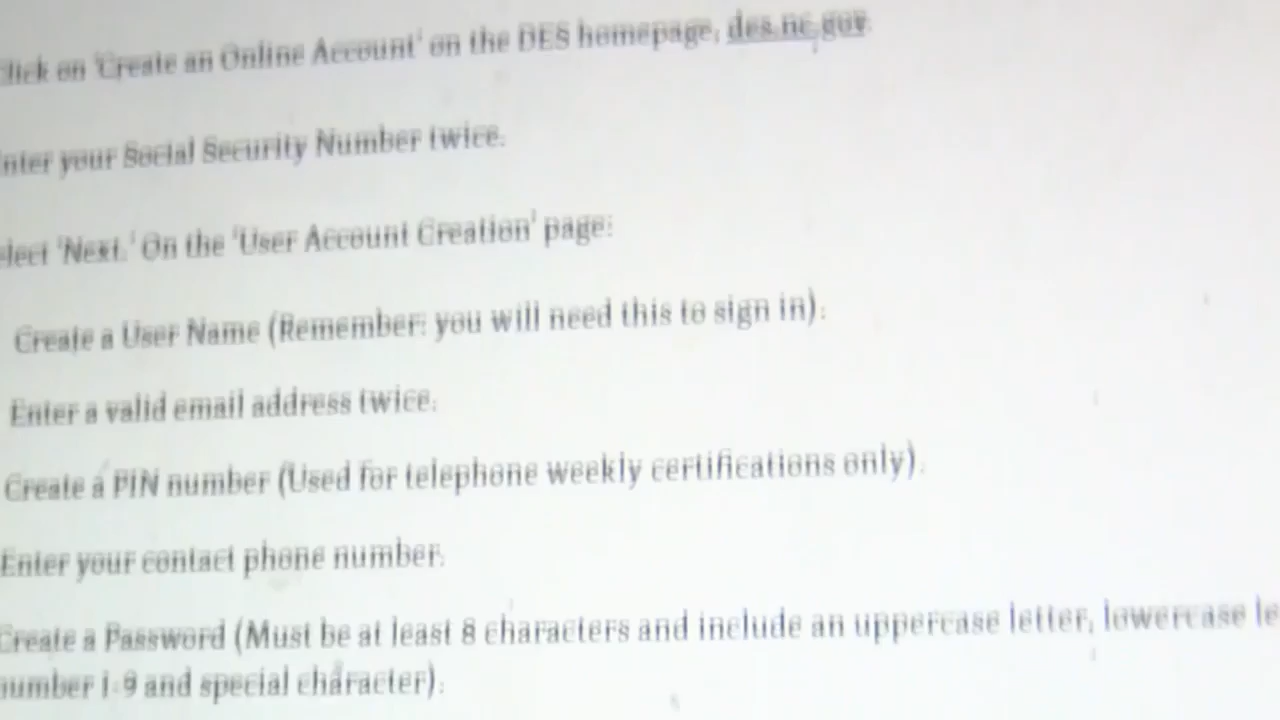 lick on 'Create an Online Account' on the DES homepage, des.nc.gov.
nter your Social Security Number twice.
lect 'Next.' On the 'User Account Creation' page:
Create a User Name (Remember: you will need this to sign in).
Enter a valid email address twice.
Create a PIN number (Used for telephone weekly certifications only).
Enter your contact phone number.
Create a Password (Must be at least 8 characters and include an uppercase letter, lowercase le
number 1-9 and special character).